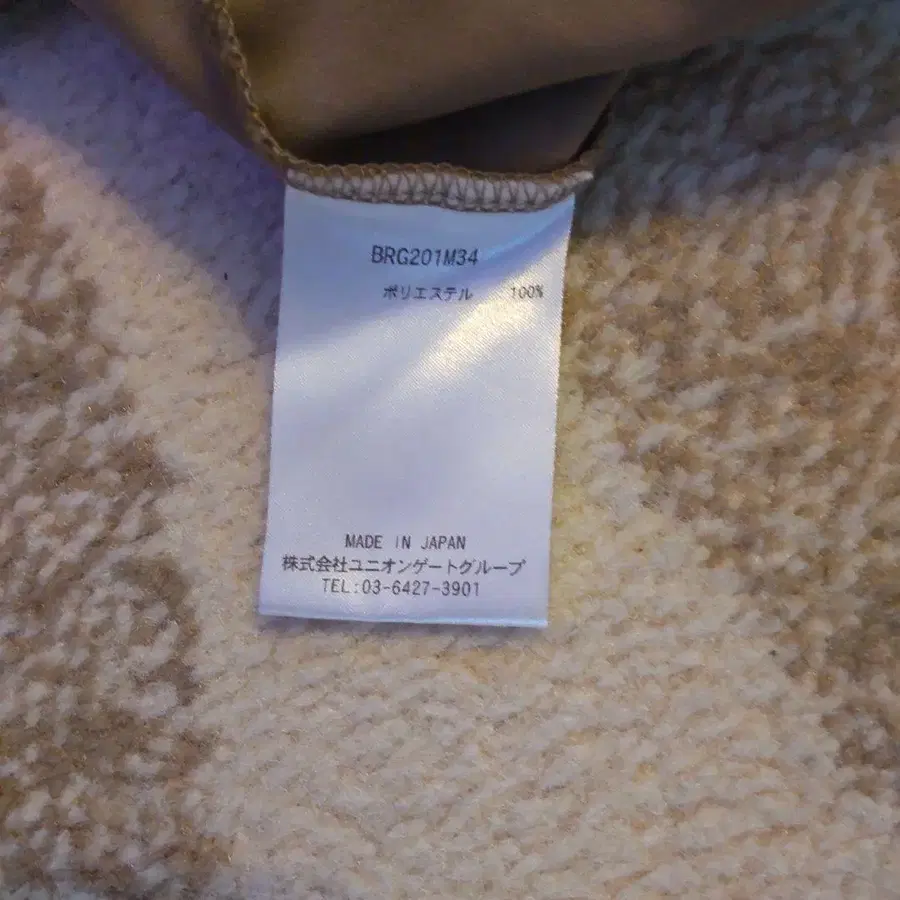 BRG201M34
ポリエステル 100%
MADE IN JAPAN
株式会社ユニオンゲートグループ
TEL:03-6427-3901